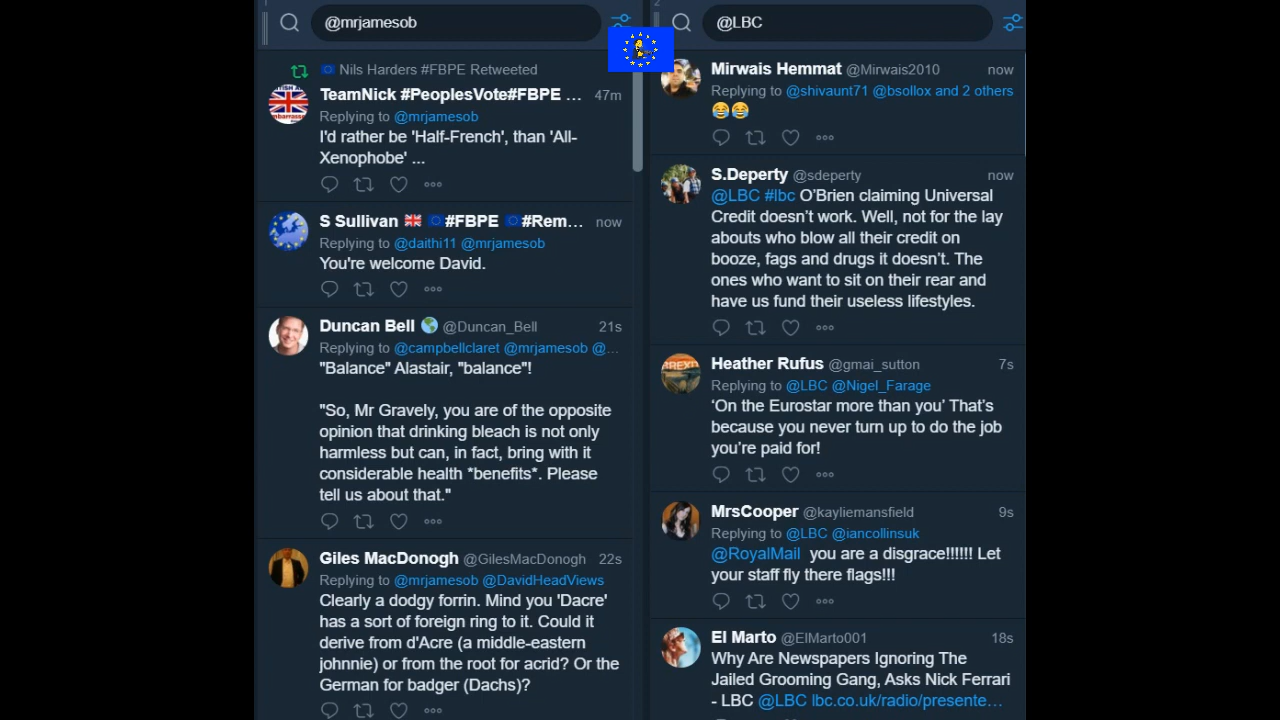 1
@mrjamesob
Nils Harders #FBPE Retweeted
TeamNick #PeoplesVote#FBPE ...
47m
Replying to @mrjamesob
I'd rather be 'Half-French', than 'All-
Xenophobe' ...
S Sullivan 🇬🇧 🇪🇺#FBPE 🇪🇺#Rem...
now
Replying to @daithi11 @mrjamesob
You're welcome David.
Duncan Bell 🌎 @Duncan_Bell
21s
Replying to @campbellclaret @mrjamesob @...
"Balance" Alastair, "balance"!
"So, Mr Gravely, you are of the opposite
opinion that drinking bleach is not only
harmless but can, in fact, bring with it
considerable health *benefits*. Please
tell us about that."
Giles MacDonogh @GilesMacDonogh
22s
Replying to @mrjamesob @DavidHeadViews
Clearly a dodgy forrin. Mind you 'Dacre'
has a sort of foreign ring to it. Could it
derive from d'Acre (a middle-eastern
johnnie) or from the root for acrid? Or the
German for badger (Dachs)?
2
@LBC
Mirwais Hemmat @Mirwais2010
now
Replying to @shivaunt71 @bsollox and 2 others
😂😂
S.Deperty @sdeperty
now
@LBC #lbc O'Brien claiming Universal
Credit doesn't work. Well, not for the lay
abouts who blow all their credit on
booze, fags and drugs it doesn't. The
ones who want to sit on their rear and
have us fund their useless lifestyles.
Heather Rufus @gmai_sutton
7s
Replying to @LBC @Nigel_Farage
‘On the Eurostar more than you’ That’s
because you never turn up to do the job
you’re paid for!
MrsCooper @kayliemansfield
9s
Replying to @LBC @iancollinsuk
@RoyalMail you are a disgrace!!!!!! Let
your staff fly there flags!!!
El Marto @ElMarto001
18s
Why Are Newspapers Ignoring The
Jailed Grooming Gang, Asks Nick Ferrari
- LBC @LBC lbc.co.uk/radio/presente...